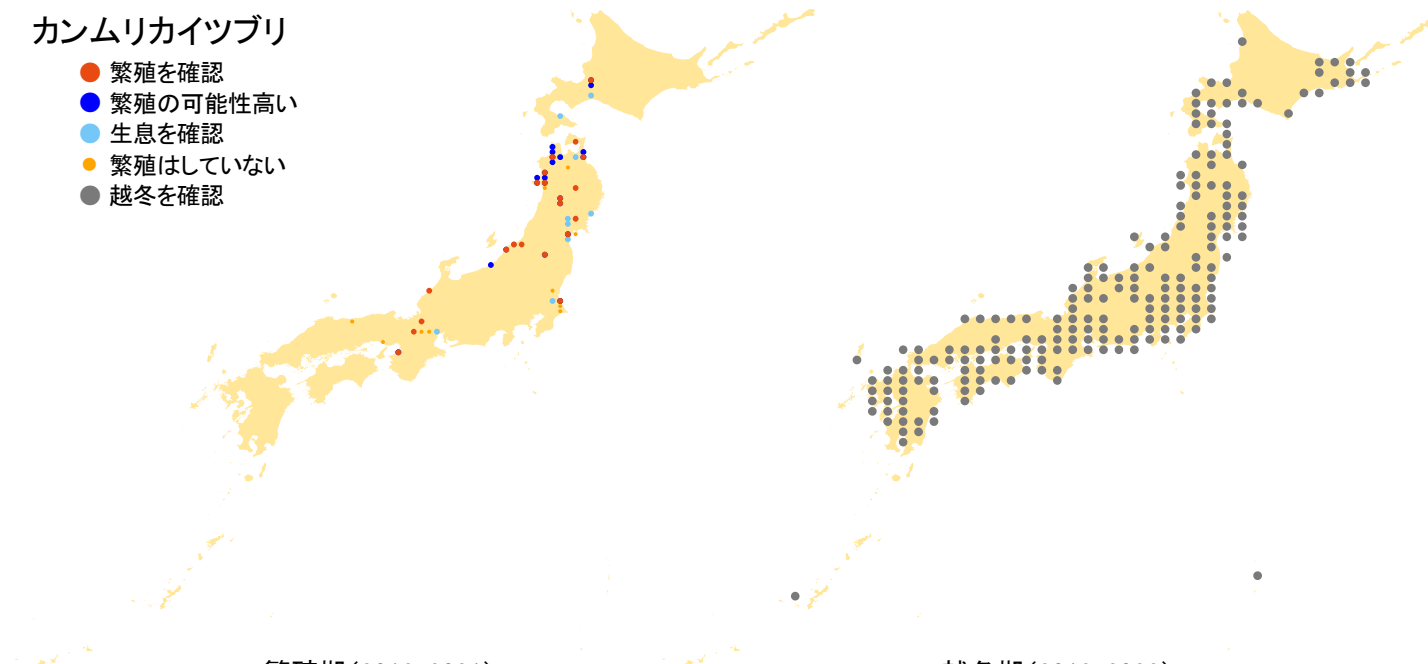 カンムリカイツブリ
繁殖を確認
繁殖の可能性高い
生息を確認
繁殖はしていない
越冬を確認